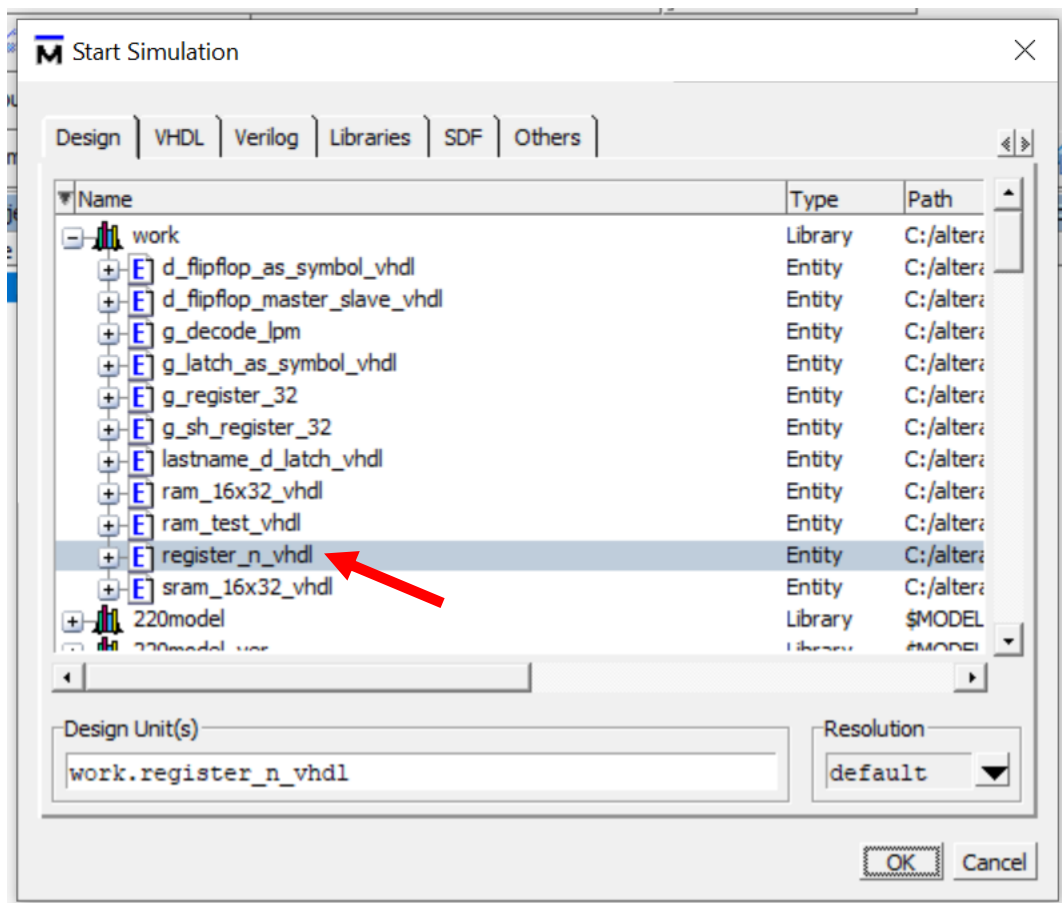 Start Simulation
Design VHDL Verilog Libraries SDF Others
Name Type Path
work Library C:/altera
d_flipflop_as_symbol_vhdl Entity C:/altera
d_flipflop_master_slave_vhdl Entity C:/altera
g_decode_lpm Entity C:/altera
g_latch_as_symbol_vhdl Entity C:/altera
g_register_32 Entity C:/altera
g_sh_register_32 Entity C:/altera
lastname_d_latch_vhdl Entity C:/altera
ram_16x32_vhdl Entity C:/altera
ram_test_vhdl Entity C:/altera
register_n_vhdl Entity C:/altera
sram_16x32_vhdl Entity C:/altera
220model Library $MODEL
220model_ver Library $MODEL
Design Unit(s) Resolution
work.register_n_vhdl default
OK Cancel